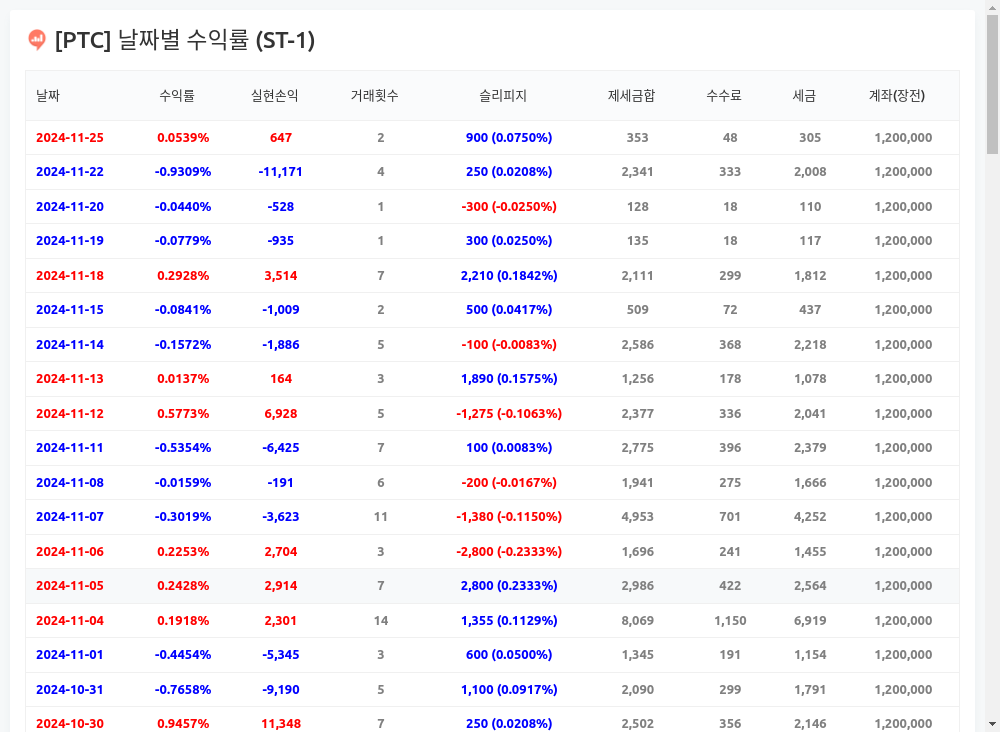 [PTC] 날짜별 수익률 (ST-1)
날짜 수익률 실현손익 거래횟수 슬리피지 제세금합 수수료 세금 계좌(장전)
2024-11-25 0.0539% 647 2 900 (0.0750%) 353 48 305 1,200,000
2024-11-22 -0.9309% -11,171 4 250 (0.0208%) 2,341 333 2,008 1,200,000
2024-11-20 -0.0440% -528 1 -300 (-0.0250%) 128 18 110 1,200,000
2024-11-19 -0.0779% -935 1 300 (0.0250%) 135 18 117 1,200,000
2024-11-18 0.2928% 3,514 7 2,210 (0.1842%) 2,111 299 1,812 1,200,000
2024-11-15 -0.0841% -1,009 2 500 (0.0417%) 509 72 437 1,200,000
2024-11-14 -0.1572% -1,886 5 -100 (-0.0083%) 2,586 368 2,218 1,200,000
2024-11-13 0.0137% 164 3 1,890 (0.1575%) 1,256 178 1,078 1,200,000
2024-11-12 0.5773% 6,928 5 -1,275 (-0.1063%) 2,377 336 2,041 1,200,000
2024-11-11 -0.5354% -6,425 7 100 (0.0083%) 2,775 396 2,379 1,200,000
2024-11-08 -0.0159% -191 6 -200 (-0.0167%) 1,941 275 1,666 1,200,000
2024-11-07 -0.3019% -3,623 11 -1,380 (-0.1150%) 4,953 701 4,252 1,200,000
2024-11-06 0.2253% 2,704 3 -2,800 (-0.2333%) 1,696 241 1,455 1,200,000
2024-11-05 0.2428% 2,914 7 2,800 (0.2333%) 2,986 422 2,564 1,200,000
2024-11-04 0.1918% 2,301 14 1,355 (0.1129%) 8,069 1,150 6,919 1,200,000
2024-11-01 -0.4454% -5,345 3 600 (0.0500%) 1,345 191 1,154 1,200,000
2024-10-31 -0.7658% -9,190 5 1,100 (0.0917%) 2,090 299 1,791 1,200,000
2024-10-30 0.9457% 11,348 7 250 (0.0208%) 2,502 356 2,146 1,200,000